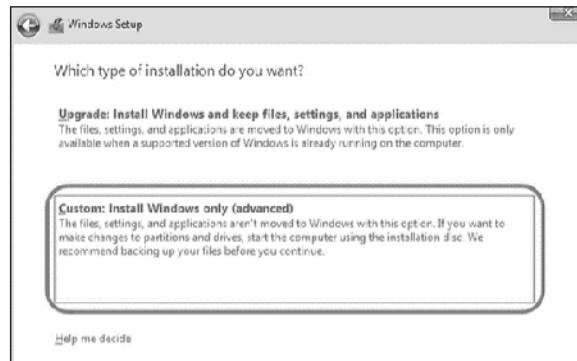 Windows Setup
Which type of installation do you want?
Upgrade: Install Windows and keep files, settings, and applications
The files, settings, and applications are moved to Windows with this option. This option is only
available when a supported version of Windows is already running on the computer.
Custom: Install Windows only (advanced)
The files, settings, and applications aren't moved to Windows with this option. If you want to
make changes to partitions and drives, start the computer using the installation disc. We
recommend backing up your files before you continue.
Help me decide